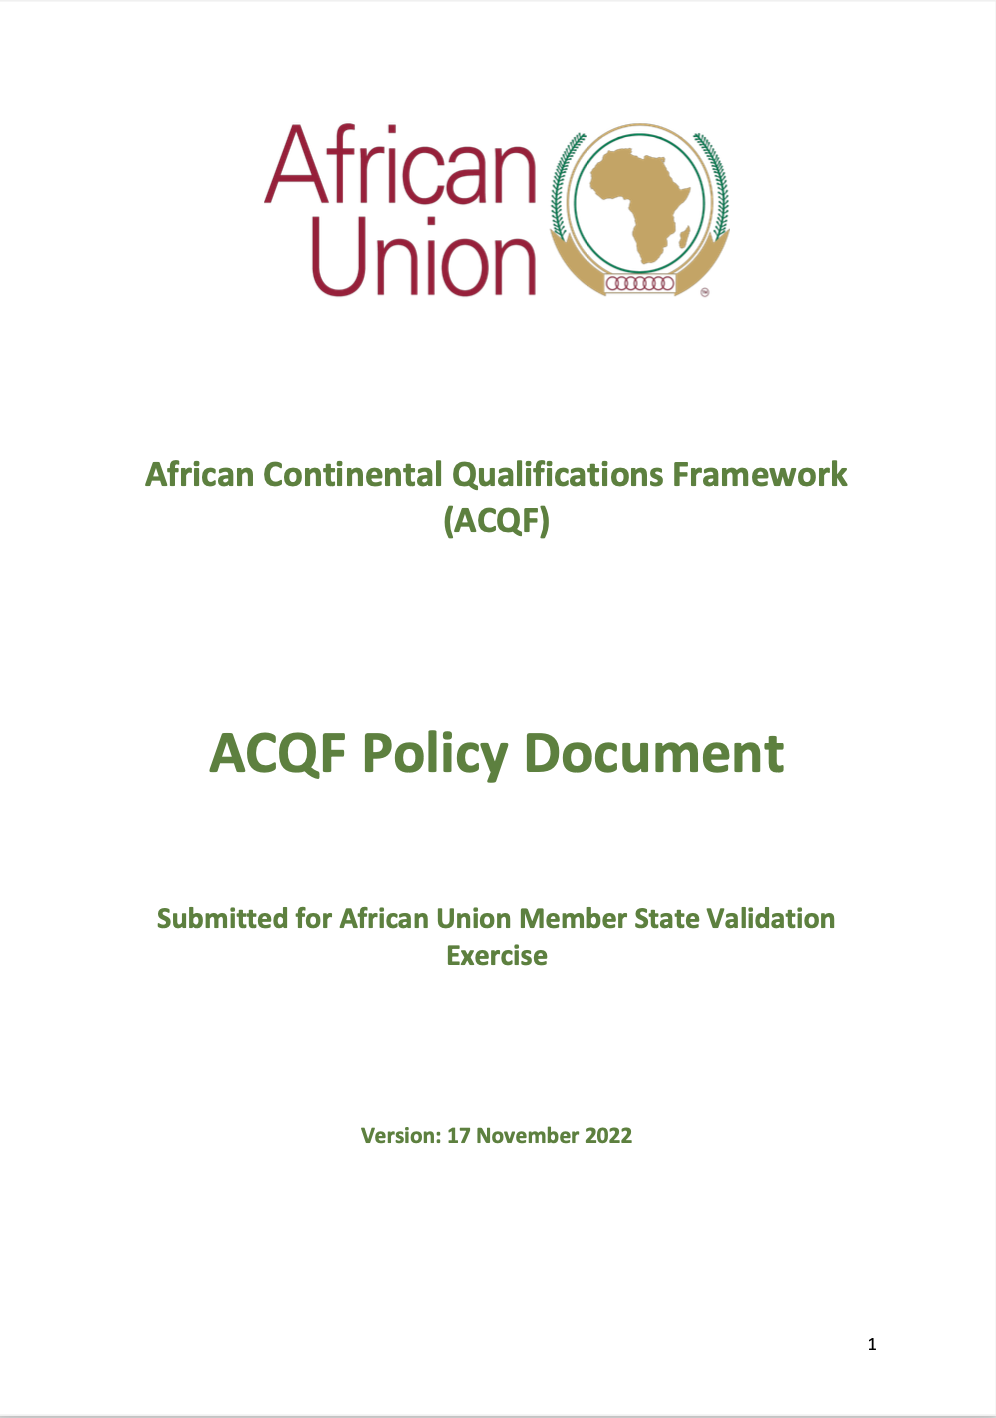 African
Union
African Continental Qualifications Framework
(ACQF)
ACQF Policy Document
Submitted for African Union Member State Validation
Exercise
Version: 17 November 2022
1